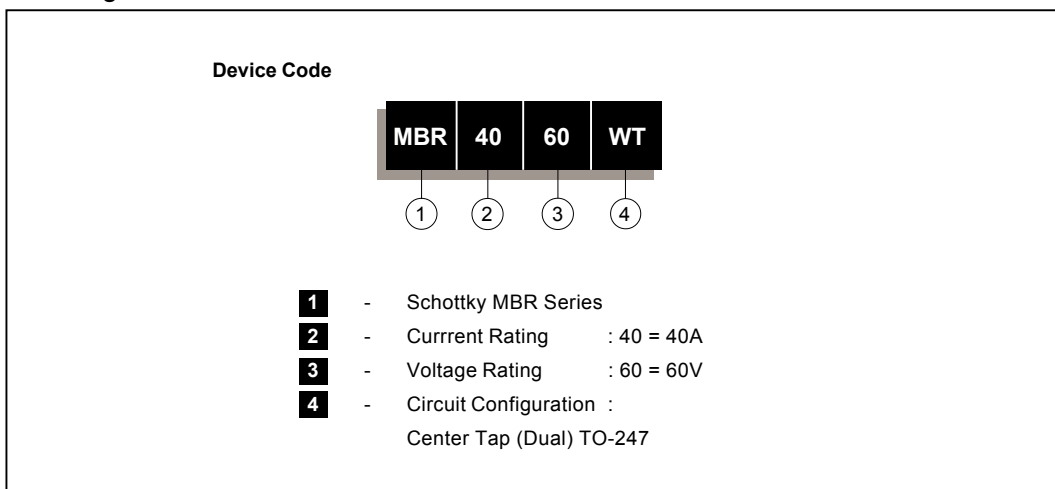 Device Code
MBR 40 60 WT
1 2 3 4
1 - Schottky MBR Series
2 - Currrent Rating : 40 = 40A
3 - Voltage Rating : 60 = 60V
4 - Circuit Configuration :
Center Tap (Dual) TO-247